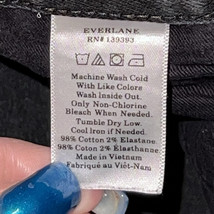 EVERLANE
RN# 139393
Machine Wash Cold
With Like Colors
Wash Inside Out.
Only Non-Chlorine
Bleach When Needed.
Tumble Dry Low.
Cool Iron if Needed.
98% Cotton 2% Elastane
98% Coton 2% Élastane
Made in Vietnam
Fabriqué au Viêt-Nam